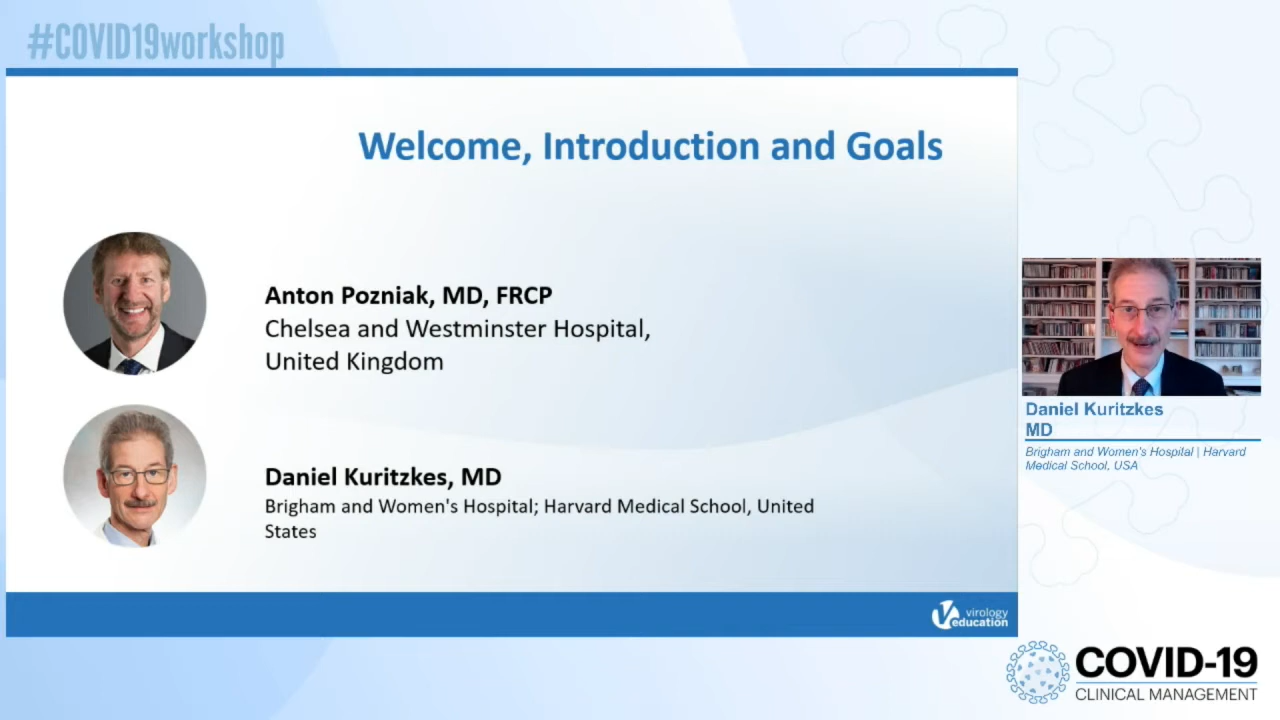 #COVID19workshop
Welcome, Introduction and Goals
Anton Pozniak, MD, FRCP
Chelsea and Westminster Hospital,
United Kingdom
Daniel Kuritzkes, MD
Brigham and Women's Hospital; Harvard Medical School, United
States
virology
education
Daniel Kuritzkes
MD
Brigham and Women's Hospilal | Harvard
Medical School, USA
COVID-19
CLINICAL MANAGEMENT